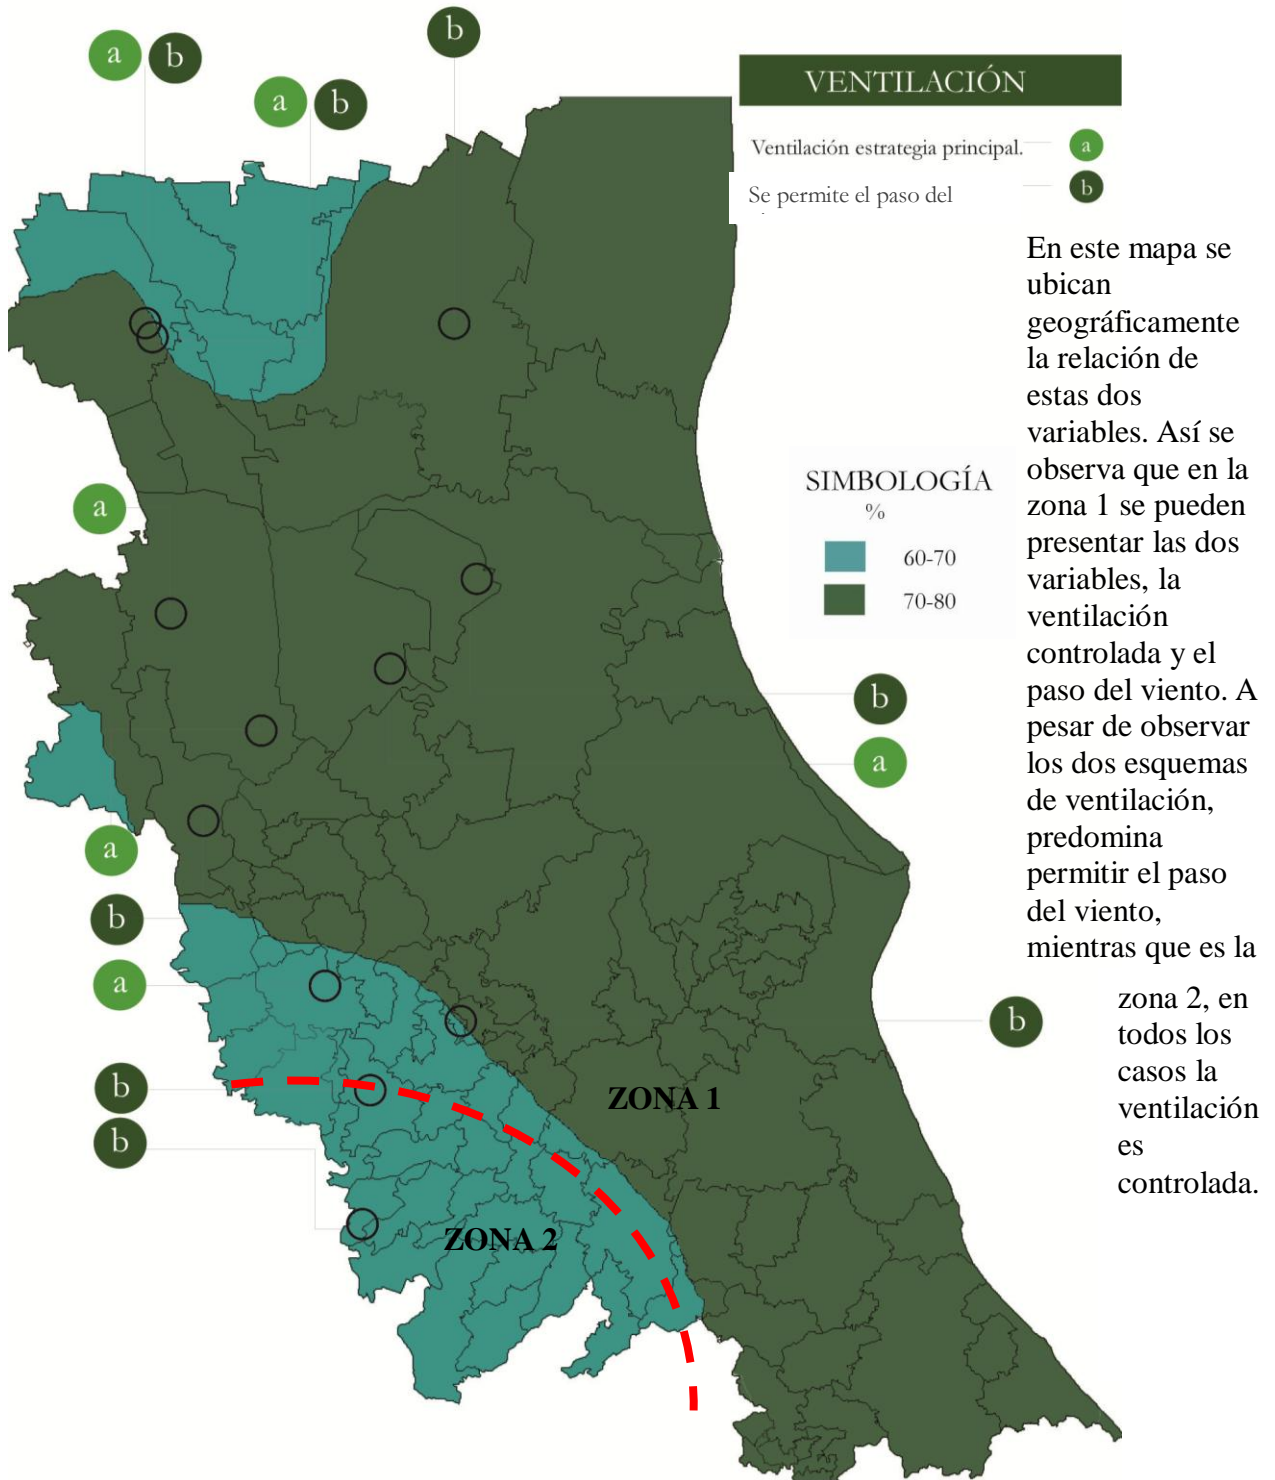 a b
a b
b
VENTILACIÓN
Ventilación estrategia principal. a
Se permite el paso del b
En este mapa se
ubican
geográficamente
la relación de
estas dos
variables. Así se
observa que en la
zona 1 se pueden
presentar las dos
variables, la
ventilación
controlada y el
paso del viento. A
pesar de observar
los dos esquemas
de ventilación,
predomina
permitir el paso
del viento,
mientras que es la
zona 2, en
todos los
casos la
ventilación
es
controlada.
SIMBOLOGÍA
%
60-70
70-80
a
b
a
a
b
a
b
b
b
ZONA 1
ZONA 2